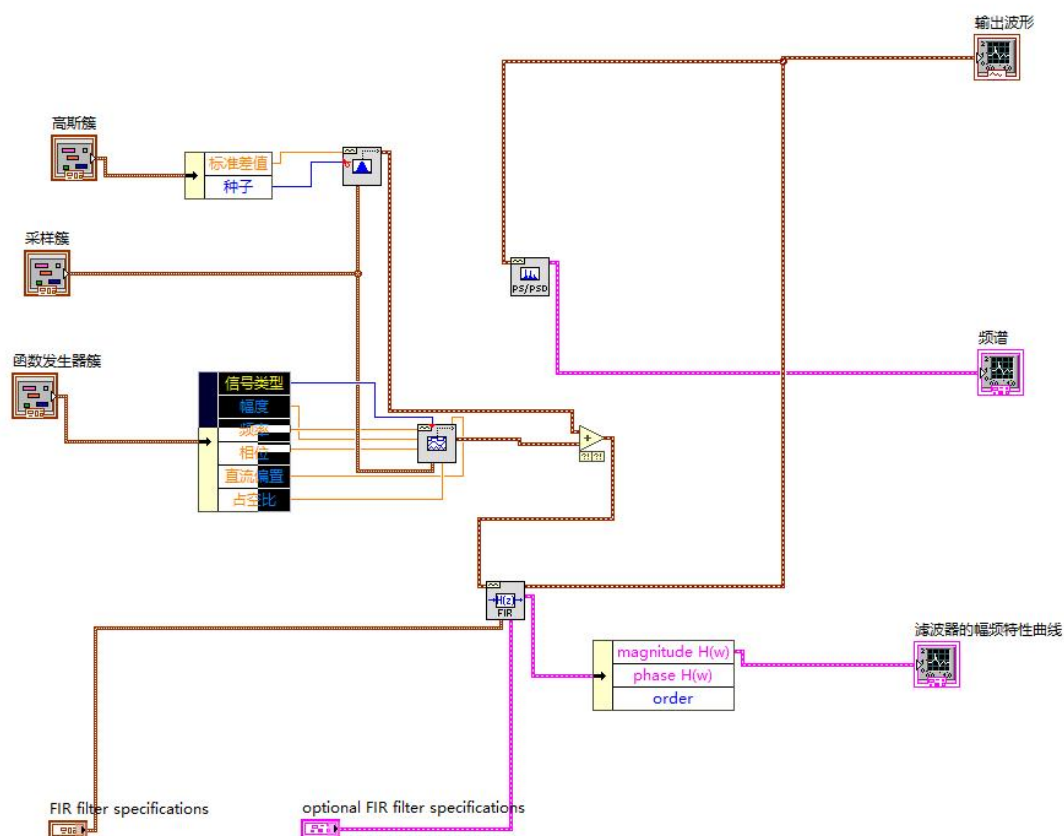 输出波形
高斯簇
标准差值
种子
采样簇
PS/PSD
频谱
函数发生器簇
信号类型
幅度
频率
相位
直流偏置
占空比
+
?! ?!
H(z)
FIR
滤波器的幅频特性曲线
magnitude H(w)
phase H(w)
order
FIR filter specifications
optional FIR filter specifications